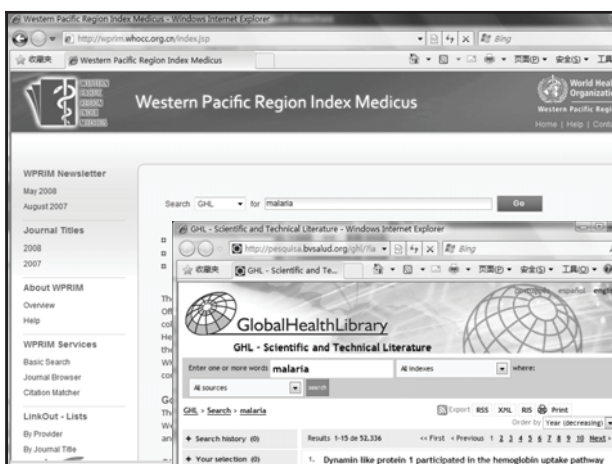 Western Pacific Region Index Medicus - Windows Internet Explorer
http://wprim.whocc.org.cn/index.jsp
Bing
收藏夹
Western Pacific Region Index Medicus
页面(P)
安全(S)
Western Pacific Region Index Medicus
World Heal
Organizatio
Western Pacific Regi
Home | Help | Conta
WPRIM Newsletter
May 2008
August 2007
Journal Titles
2008
2007
About WPRIM
Overview
Help
WPRIM Services
Basic Search
Journal Browser
Citation Matcher
LinkOut - Lists
By Provider
By Journal Title
Search GHL for malaria Go
GHL - Scientific and Technical Literature - Windows Internet Explorer
http://pesquisa.bvsalud.org/ghl/?la
Bing
收藏夹
GHL - Scientific and Te...
页面(P)
安全(S)
工具(O)
português español englis
GlobalHealthLibrary
GHL - Scientific and Technical Literature
Enter one or more words malaria All indexes where:
All sources search
GHL > Search > malaria
Export RSS XML RIS Print
Order by Year (decreasing)
Search history (0)
Results 1-15 de 52.336 << First < Previous 1 2 3 4 5 6 7 8 9 10 Next >
Your selection (0)
1. Dynamin like protein 1 participated in the hemoglobin uptake pathway